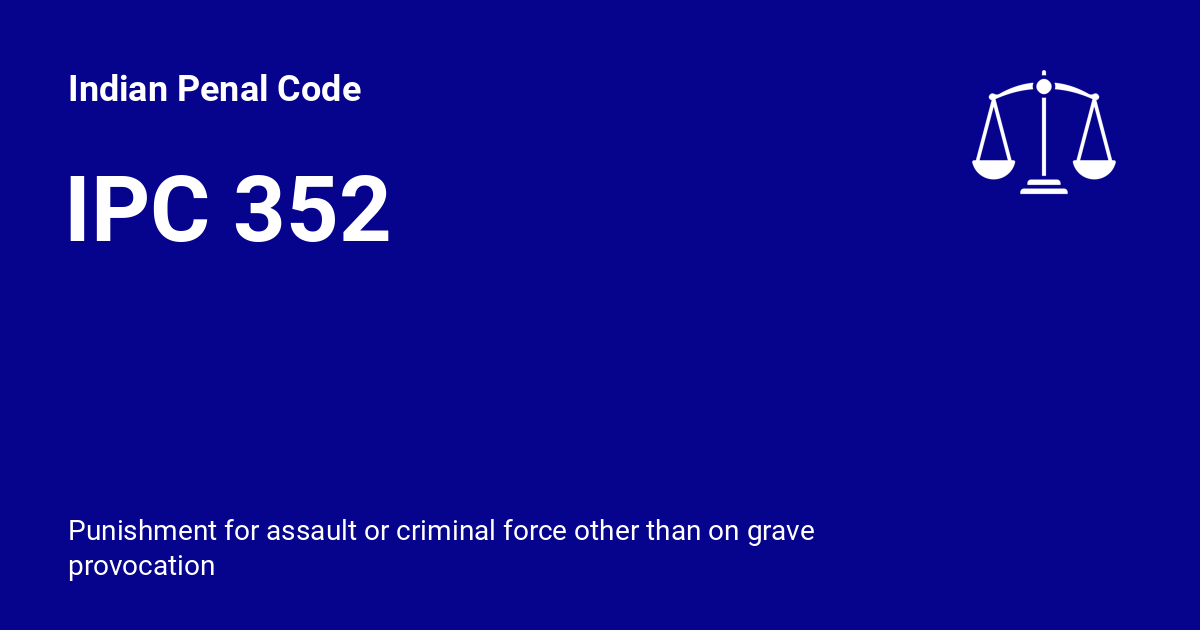 Indian Penal Code
IPC 352
Punishment for assault or criminal force other than on grave
provocation